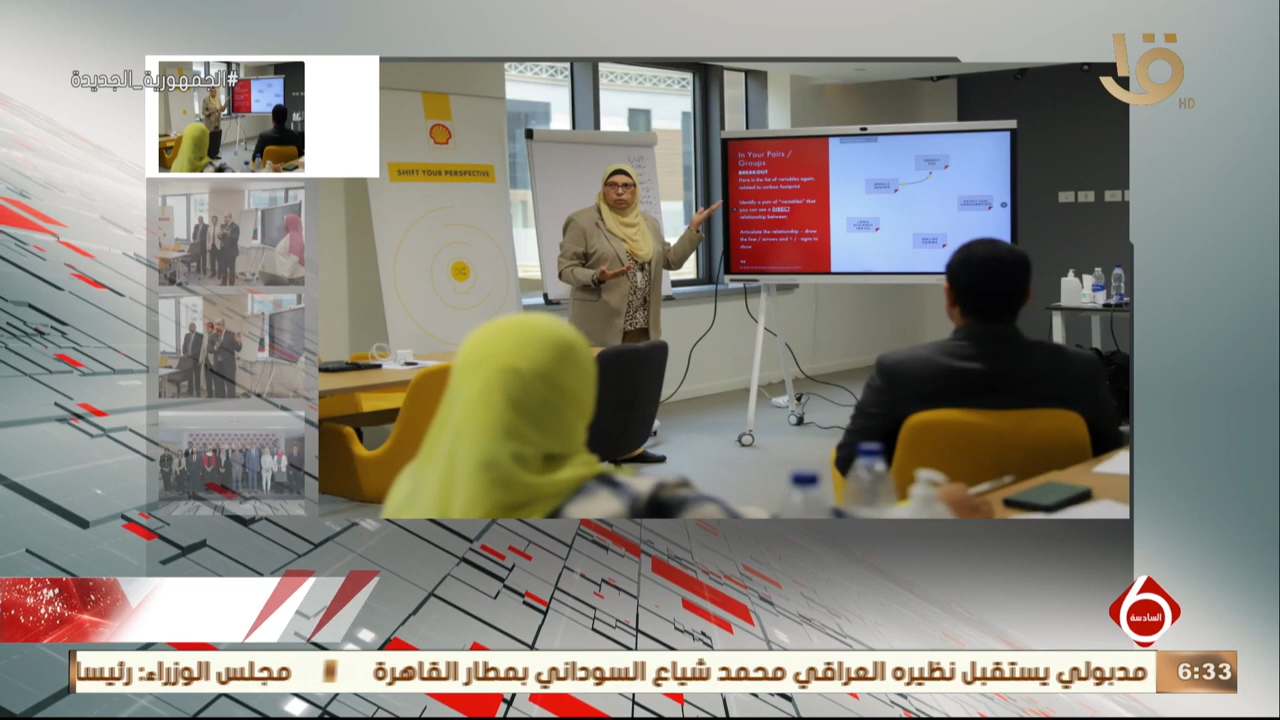 #الجمهورية_الجديدة
HD
SHIFT YOUR PERSPECTIVE
In Your Pairs /
Groups
BREAKOUT
Here is the list of variables again,
related to carbon footprint
Identify a pair of "variables" that
you can see a DIRECT
relationship between
Articulate the relationship – draw
the line / arrows and + / - signs to
show
السادسة
6:33
مدبولي يستقبل نظيره العراقي محمد شياع السوداني بمطار القاهرة
مجلس الوزراء: رئيسا